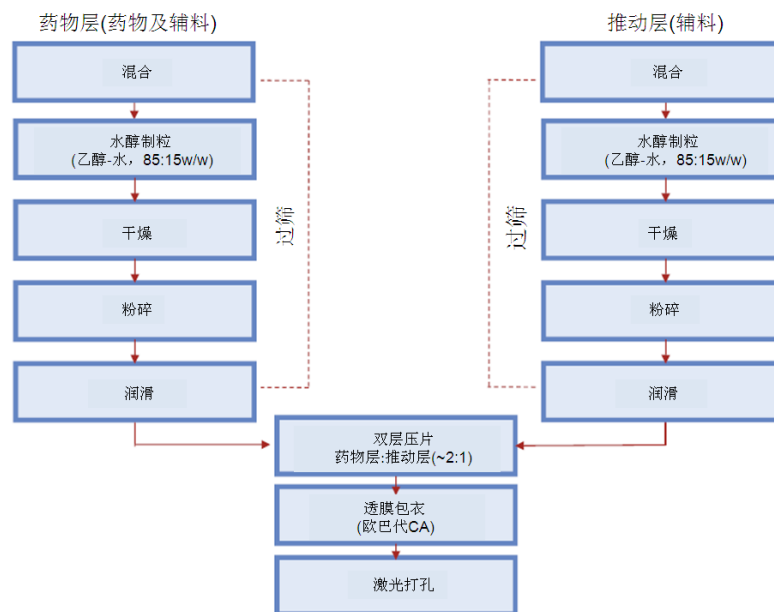 药物层(药物及辅料)
混合
水醇制粒
(乙醇-水，85:15w/w)
干燥
粉碎
润滑
过筛
推动层(辅料)
混合
水醇制粒
(乙醇-水，85:15w/w)
干燥
粉碎
润滑
过筛
双层压片
药物层:推动层(~2:1)
透膜包衣
(欧巴代CA)
激光打孔